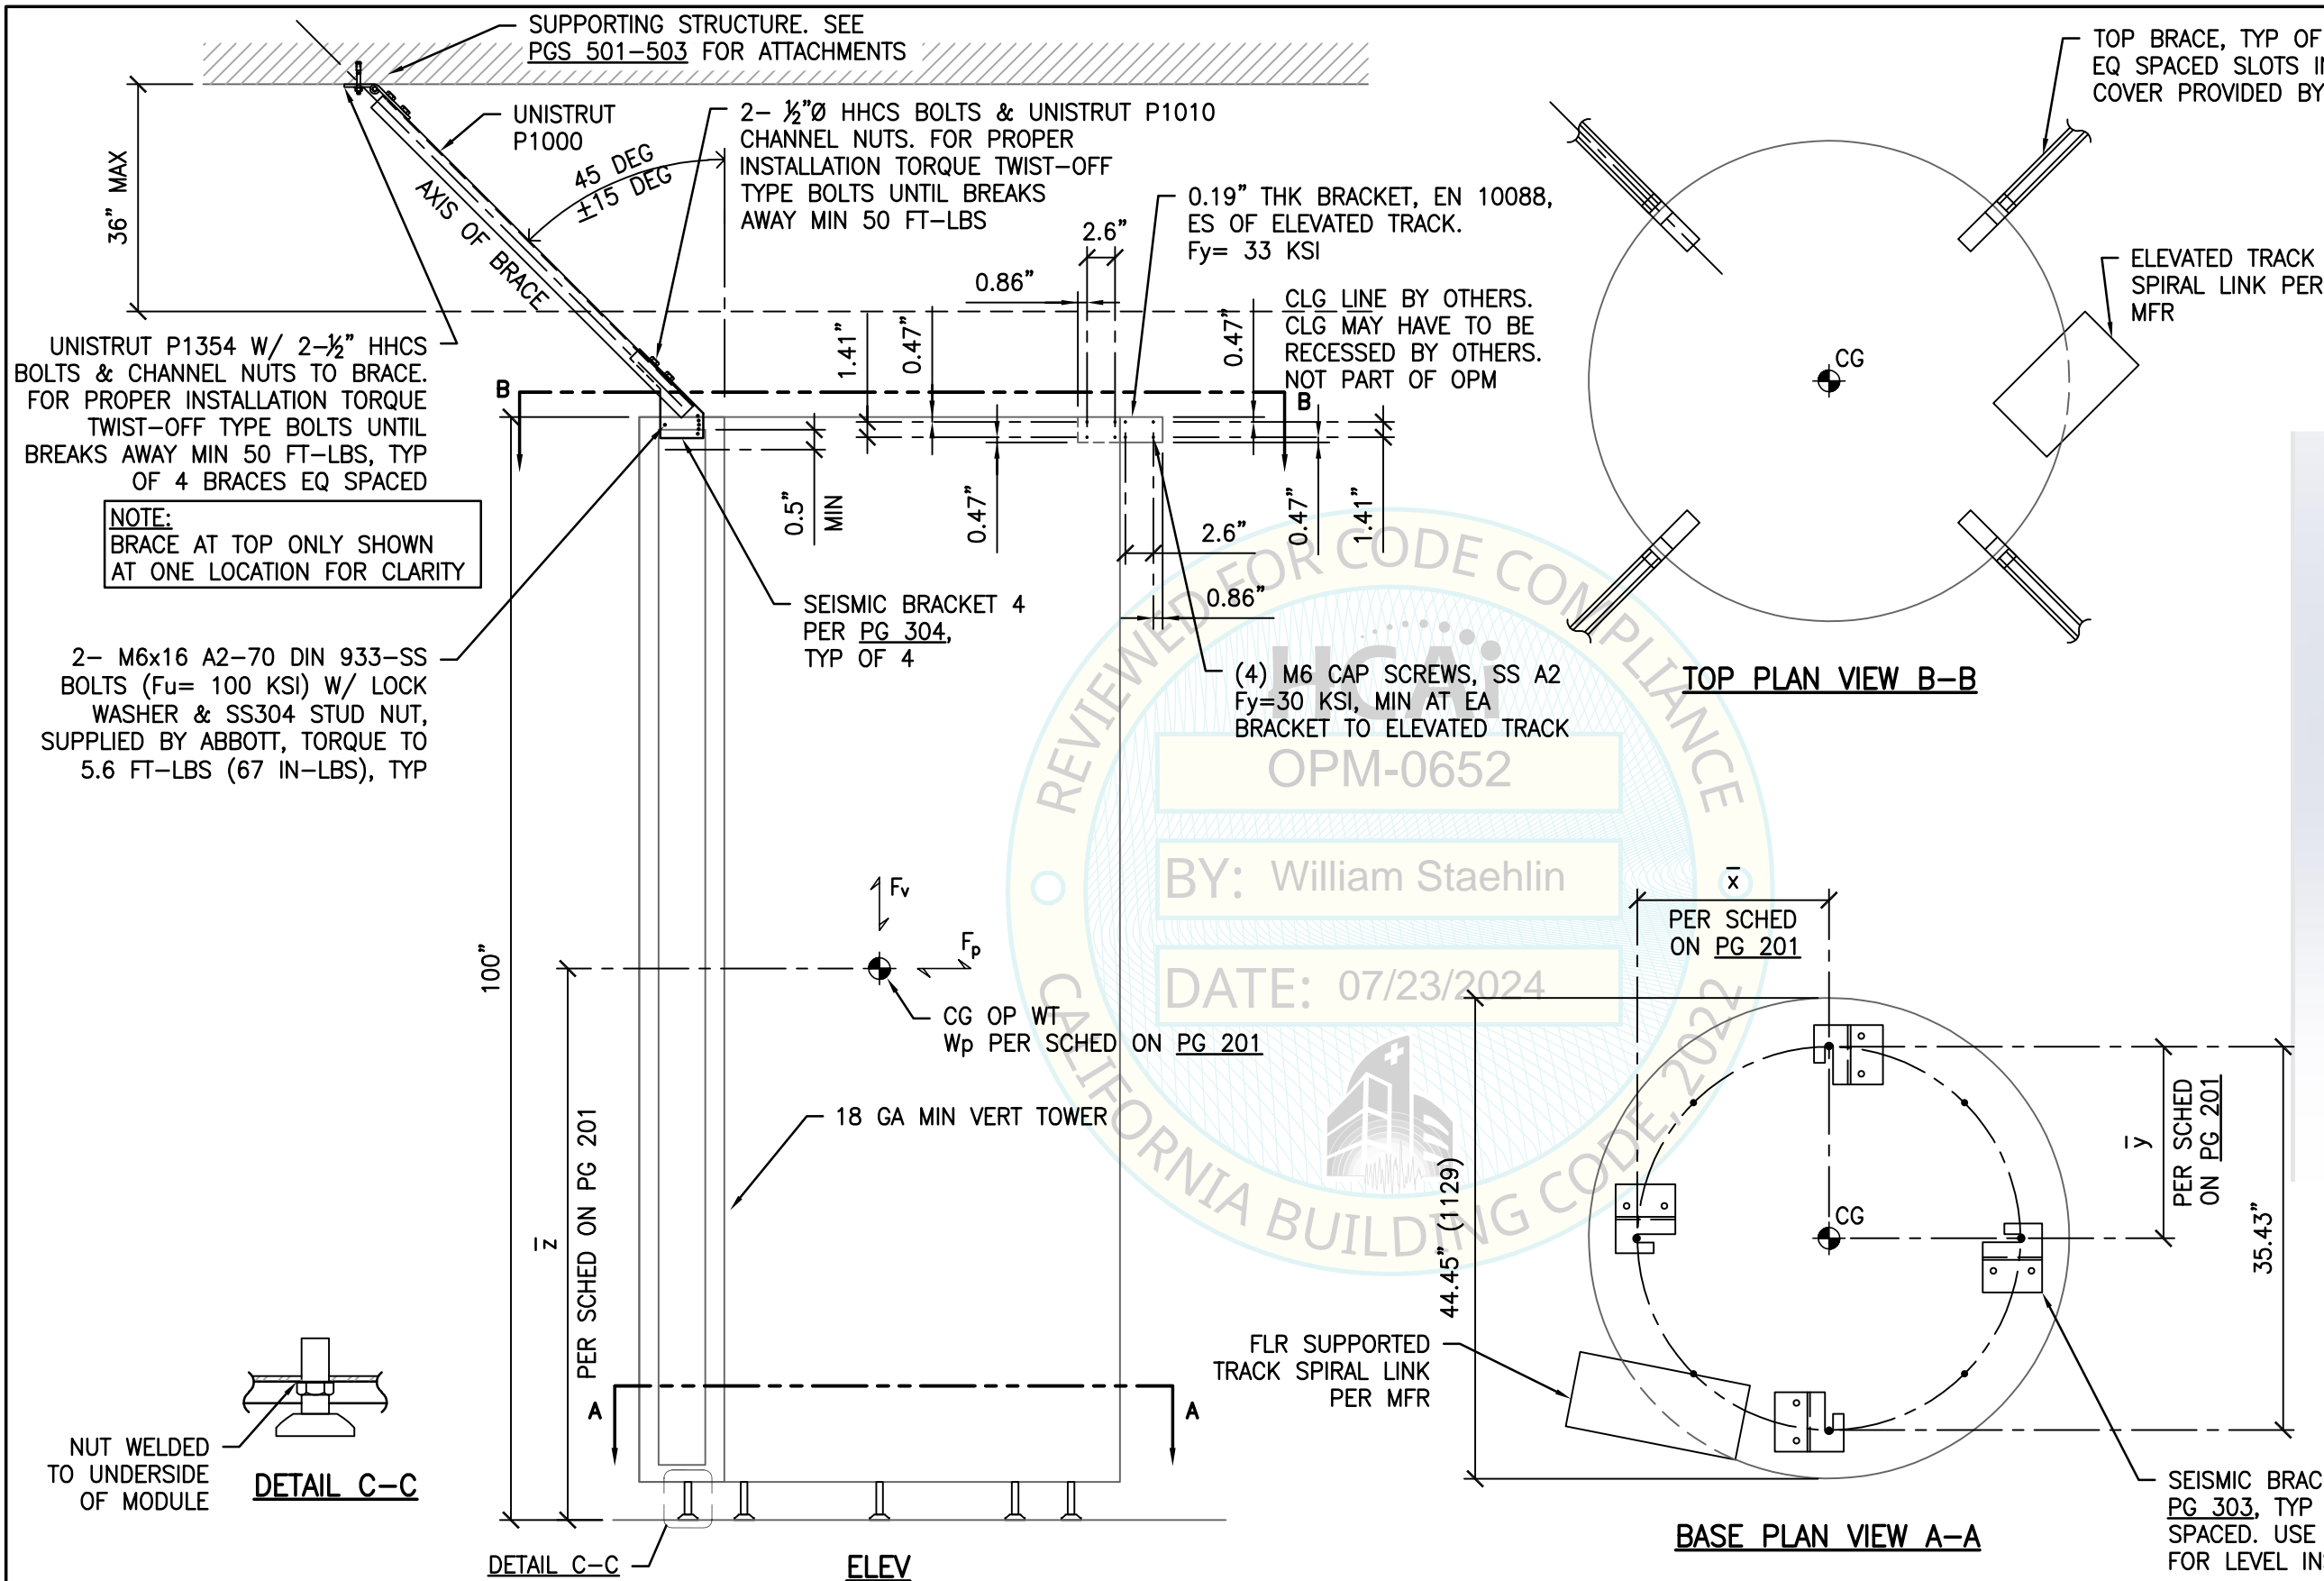 SUPPORTING STRUCTURE. SEE
PGS 501-503 FOR ATTACHMENTS
36" MAX
UNISTRUT
P1000
AXIS OF BRACE
45 DEG
±15 DEG
2- ½"Ø HHCS BOLTS & UNISTRUT P1010
CHANNEL NUTS. FOR PROPER
INSTALLATION TORQUE TWIST-OFF
TYPE BOLTS UNTIL BREAKS
AWAY MIN 50 FT-LBS
2.6"
0.86"
0.19" THK BRACKET, EN 10088,
ES OF ELEVATED TRACK.
Fy= 33 KSI
CLG LINE BY OTHERS.
CLG MAY HAVE TO BE
RECESSED BY OTHERS.
NOT PART OF OPM
1.41"
0.47"
0.47"
UNISTRUT P1354 W/ 2-½" HHCS
BOLTS & CHANNEL NUTS TO BRACE.
FOR PROPER INSTALLATION TORQUE
TWIST-OFF TYPE BOLTS UNTIL
BREAKS AWAY MIN 50 FT-LBS, TYP
OF 4 BRACES EQ SPACED
B
B
NOTE:
BRACE AT TOP ONLY SHOWN
AT ONE LOCATION FOR CLARITY
0.5"
MIN
0.47"
0.47"
1.41"
2.6"
0.86"
SEISMIC BRACKET 4
PER PG 304,
TYP OF 4
2- M6x16 A2-70 DIN 933-SS
BOLTS (Fu= 100 KSI) W/ LOCK
WASHER & SS304 STUD NUT,
SUPPLIED BY ABBOTT, TORQUE TO
5.6 FT-LBS (67 IN-LBS), TYP
(4) M6 CAP SCREWS, SS A2
Fy=30 KSI, MIN AT EA
BRACKET TO ELEVATED TRACK
TOP BRACE, TYP OF
EQ SPACED SLOTS IN
COVER PROVIDED BY
ELEVATED TRACK
SPIRAL LINK PER
MFR
CG
TOP PLAN VIEW B-B
REVIEWED FOR CODE COMPLIANCE
HCAi
OPM-0652
BY: William Staehlin
DATE: 07/23/2024
CALIFORNIA BUILDING CODE, 2022
100"
Fv
Fp
CG OP WT
Wp PER SCHED ON PG 201
18 GA MIN VERT TOWER
z̅
PER SCHED ON PG 201
A
A
NUT WELDED
TO UNDERSIDE
OF MODULE
DETAIL C-C
DETAIL C-C
ELEV
x̅
PER SCHED
ON PG 201
44.45" (1129)
CG
y̅
PER SCHED
ON PG 201
35.43"
FLR SUPPORTED
TRACK SPIRAL LINK
PER MFR
BASE PLAN VIEW A-A
SEISMIC BRAC
PG 303, TYP
SPACED. USE
FOR LEVEL IN